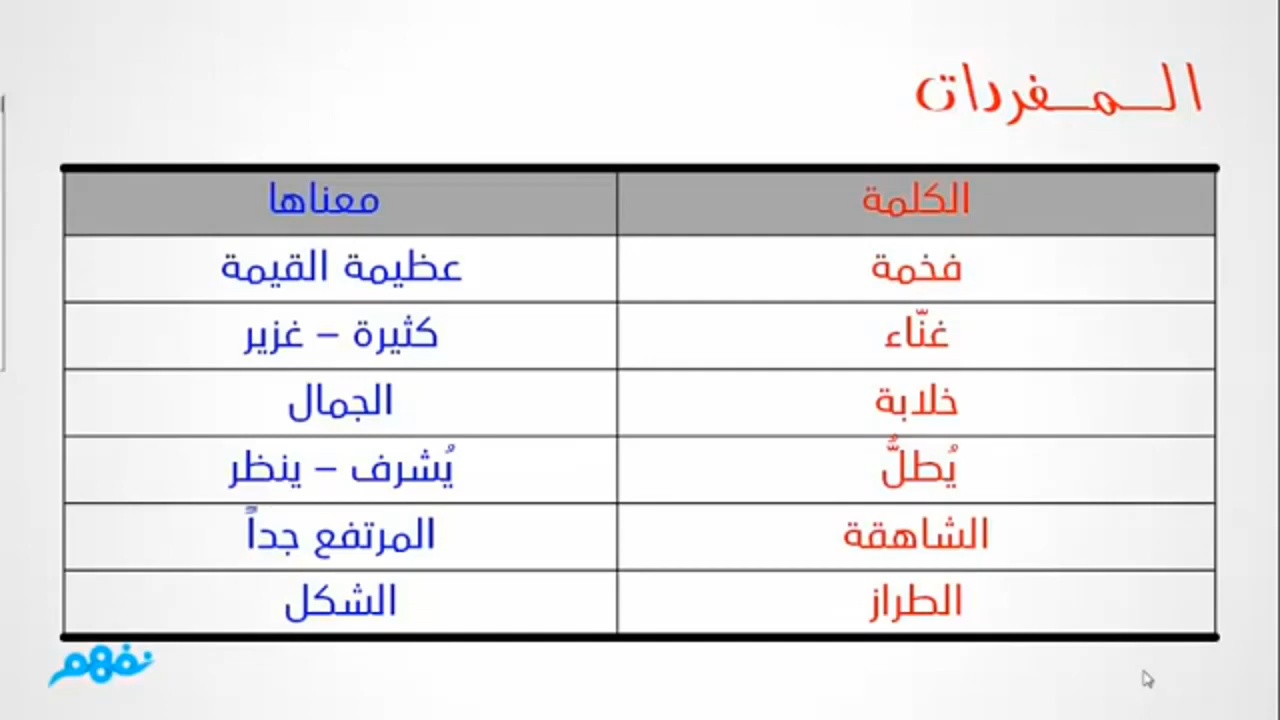 المفردات
الكلمة معناها
فخمة عظيمة القيمة
غنّاء كثيرة – غزير
خلابة الجمال
يُطلُّ يُشرف – ينظر
الشاهقة المرتفع جداً
الطراز الشكل
نفهم